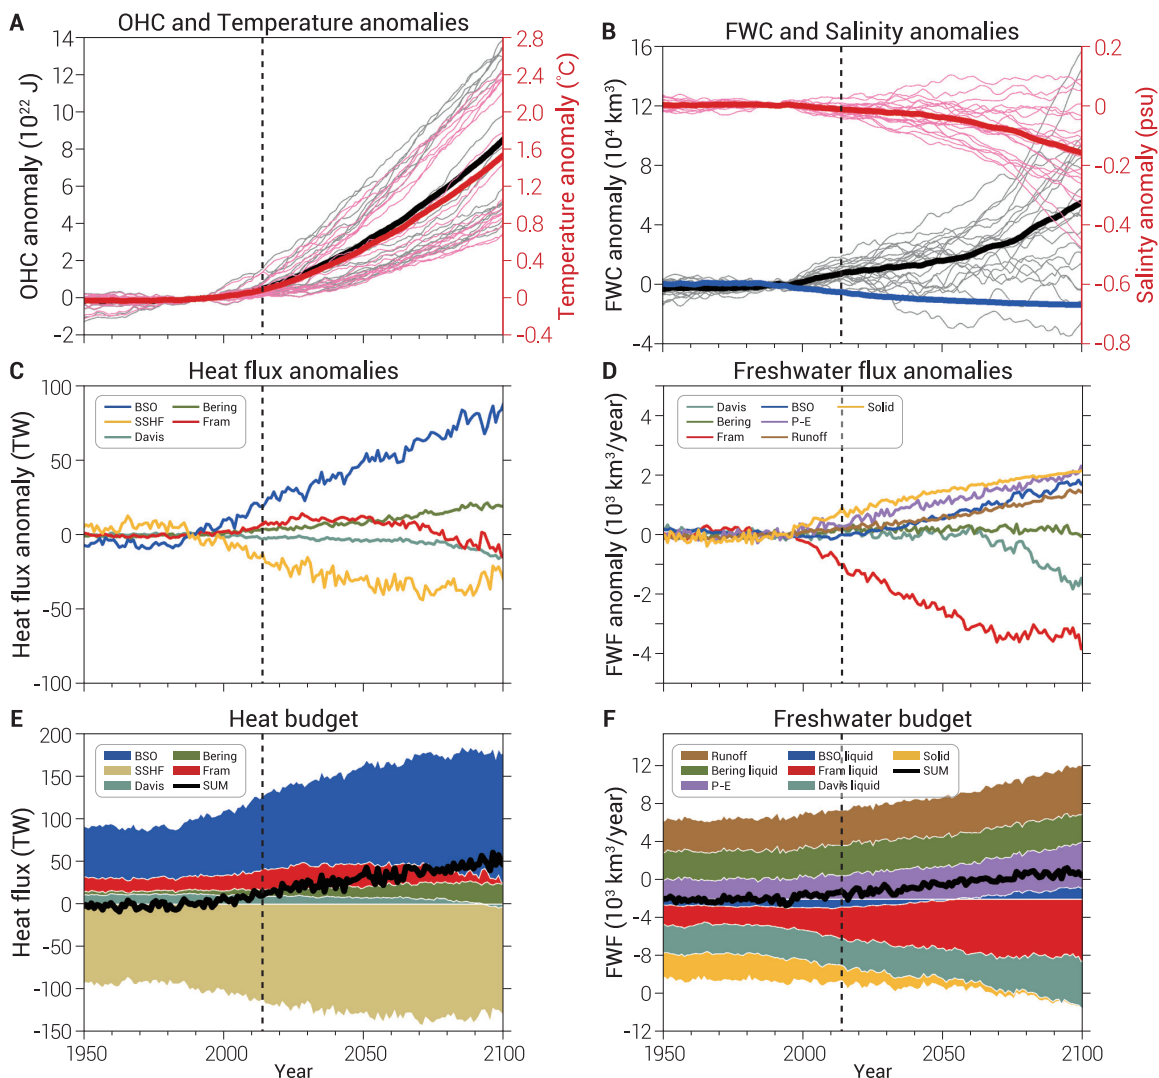 A OHC and Temperature anomalies
OHC anomaly (10²² J)
14
12
10
8
6
4
2
0
−2
2.8
2.4
2.0
1.6
1.2
0.8
0.4
0
−0.4
Temperature anomaly (°C)
B FWC and Salinity anomalies
FWC anomaly (10⁴ km³)
16
12
8
4
0
−4
0.2
0
−0.2
−0.4
−0.6
−0.8
Salinty anomaly (psu)
C Heat flux anomalies
Heat flux anomaly (TW)
100
50
0
-50
-100
BSO Bering
SSHF Fram
Davis
D Freshwater flux anomalies
FWF anomaly (10³ km³/year)
4
2
0
-2
-4
Davis BSO Solid
Bering P-E
Fram Runoff
E Heat budget
Heat flux (TW)
200
150
100
50
0
-50
-100
-150
BSO Bering
SSHF Fram
Davis SUM
1950 2000 2050 2100
Year
F Freshwater budget
FWF (10³ km³/year)
12
8
4
0
-4
-8
0
-12
Runoff BSO liquid Solid
Bering liquid Fram liquid SUM
P-E Davis liquid
1950 2000 2050 2100
Year